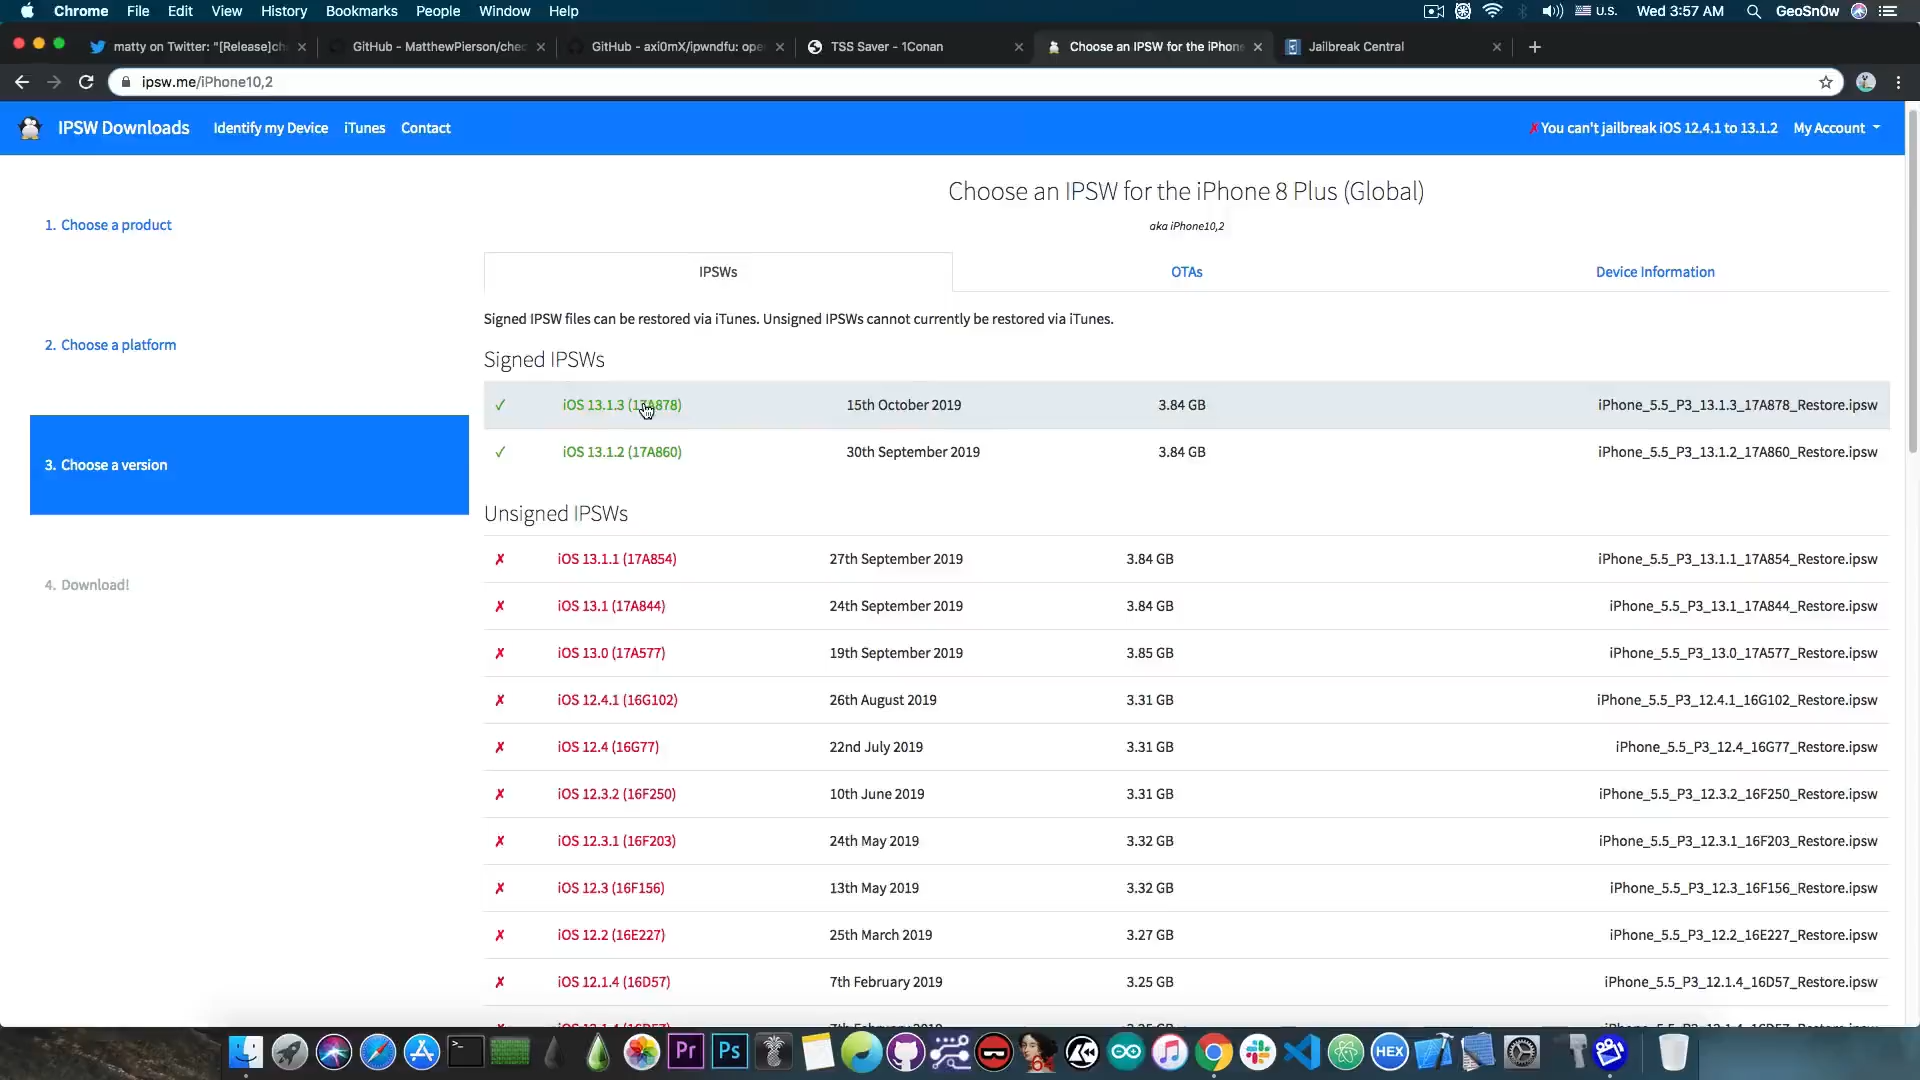 Chrome File Edit View History Bookmarks People Window Help U.S. Wed 3:57 AM GeoSn0w
matty on Twitter: "[Release]ch GitHub - MatthewPierson/chec GitHub - axi0mX/ipwndfu: ope TSS Saver - 1Conan Choose an IPSW for the iPhone Jailbreak Central
ipsw.me/iPhone10,2
IPSW Downloads Identify my Device iTunes Contact ✗You can't jailbreak iOS 12.4.1 to 13.1.2 My Account
Choose an IPSW for the iPhone 8 Plus (Global)
aka iPhone10,2
1. Choose a product
2. Choose a platform
3. Choose a version
4. Download!
IPSWs OTAs Device Information
Signed IPSW files can be restored via iTunes. Unsigned IPSWs cannot currently be restored via iTunes.
Signed IPSWs
✓ iOS 13.1.3 (17A878) 15th October 2019 3.84 GB iPhone_5.5_P3_13.1.3_17A878_Restore.ipsw
✓ iOS 13.1.2 (17A860) 30th September 2019 3.84 GB iPhone_5.5_P3_13.1.2_17A860_Restore.ipsw
Unsigned IPSWs
✗ iOS 13.1.1 (17A854) 27th September 2019 3.84 GB iPhone_5.5_P3_13.1.1_17A854_Restore.ipsw
✗ iOS 13.1 (17A844) 24th September 2019 3.84 GB iPhone_5.5_P3_13.1_17A844_Restore.ipsw
✗ iOS 13.0 (17A577) 19th September 2019 3.85 GB iPhone_5.5_P3_13.0_17A577_Restore.ipsw
✗ iOS 12.4.1 (16G102) 26th August 2019 3.31 GB iPhone_5.5_P3_12.4.1_16G102_Restore.ipsw
✗ iOS 12.4 (16G77) 22nd July 2019 3.31 GB iPhone_5.5_P3_12.4_16G77_Restore.ipsw
✗ iOS 12.3.2 (16F250) 10th June 2019 3.31 GB iPhone_5.5_P3_12.3.2_16F250_Restore.ipsw
✗ iOS 12.3.1 (16F203) 24th May 2019 3.32 GB iPhone_5.5_P3_12.3.1_16F203_Restore.ipsw
✗ iOS 12.3 (16F156) 13th May 2019 3.32 GB iPhone_5.5_P3_12.3_16F156_Restore.ipsw
✗ iOS 12.2 (16E227) 25th March 2019 3.27 GB iPhone_5.5_P3_12.2_16E227_Restore.ipsw
✗ iOS 12.1.4 (16D57) 7th February 2019 3.25 GB iPhone_5.5_P3_12.1.4_16D57_Restore.ipsw
Pr Ps HEX